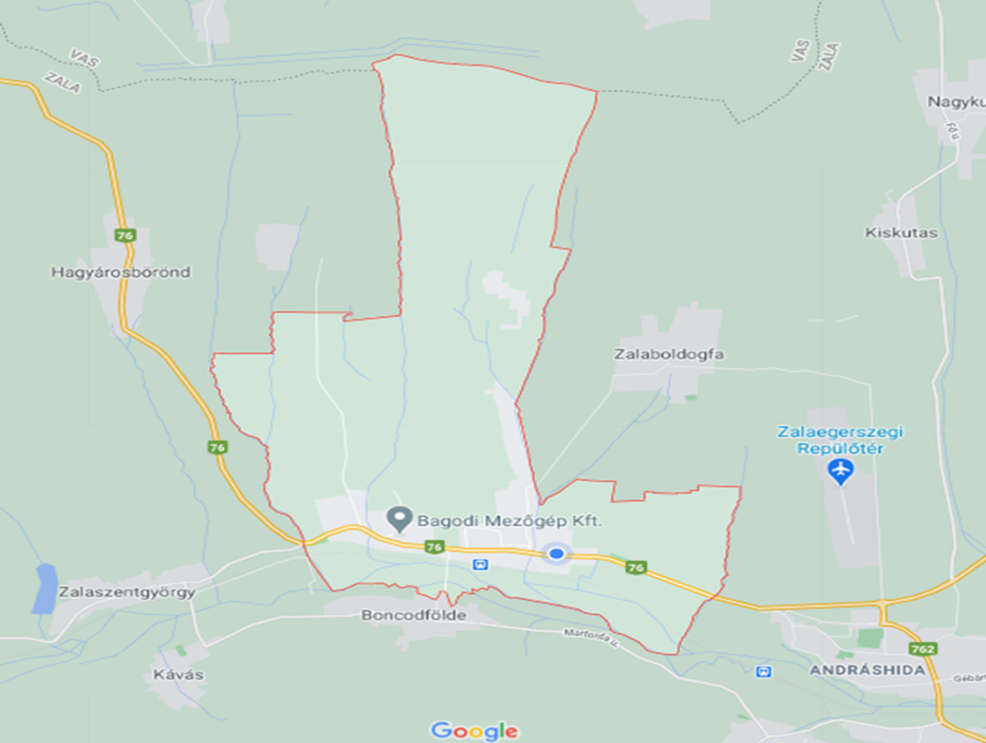 VAS
ZALA
VAS
ZALA
Nagyku
Fő u.
76
Kiskutas
Hagyárosbörönd
Zalaboldogfa
Zalaegerszegi
Repülőtér
76
Bagodi Mezőgép Kft.
76
76
Zalaszentgyörgy
Boncodfölde
762
ANDRÁSHIDA
Kávás
Google